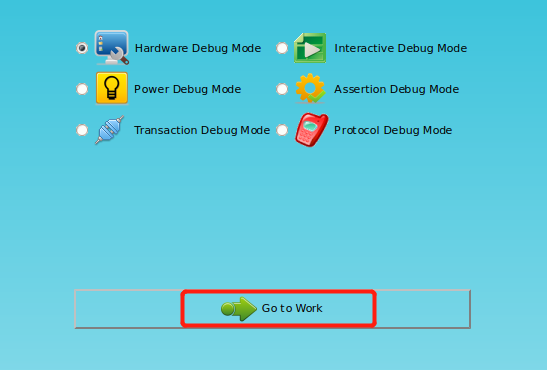 Hardware Debug Mode Interactive Debug Mode
Power Debug Mode Assertion Debug Mode
Transaction Debug Mode Protocol Debug Mode
Go to Work